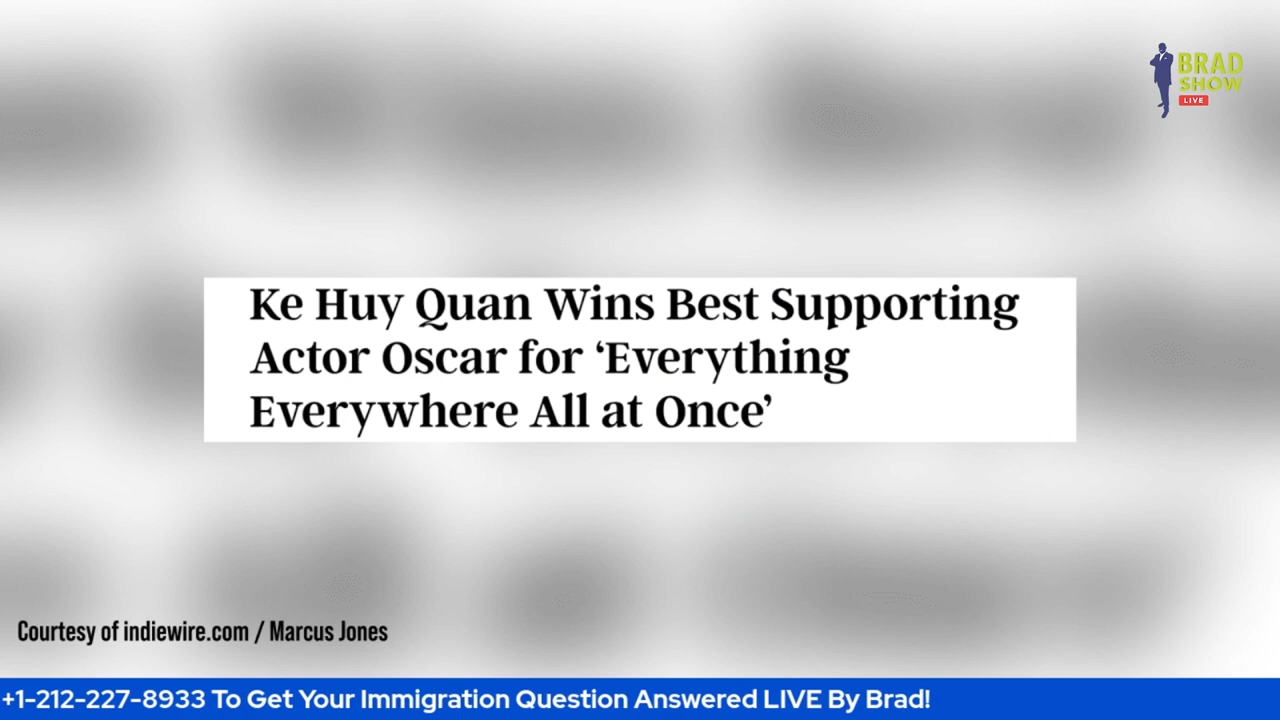 BRAD
SHOW
LIVE
Ke Huy Quan Wins Best Supporting
Actor Oscar for ‘Everything
Everywhere All at Once’
Courtesy of indiewire.com / Marcus Jones
+1-212-227-8933 To Get Your Immigration Question Answered LIVE By Brad!